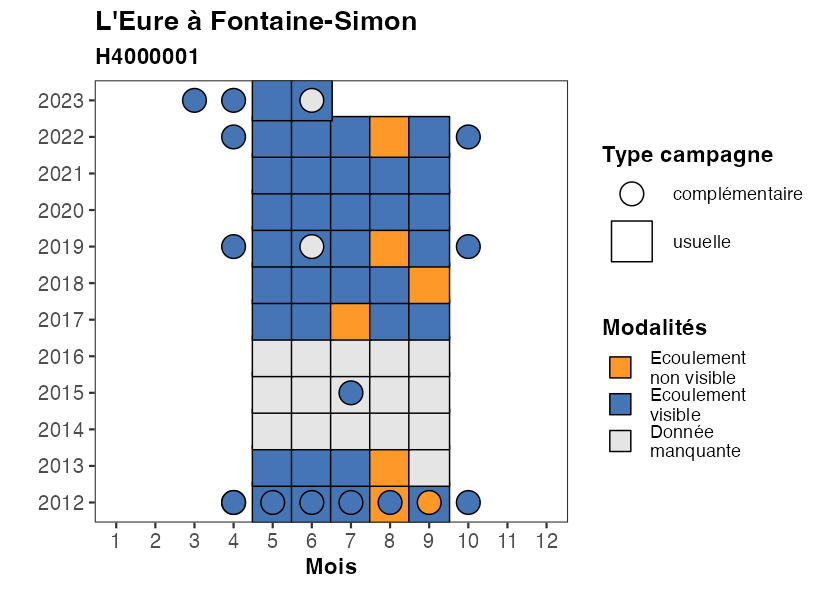 L'Eure à Fontaine-Simon
H4000001
2023
2022
2021
2020
2019
2018
2017
2016
2015
2014
2013
2012
1 2 3 4 5 6 7 8 9 10 11 12
Mois
Type campagne
complémentaire
usuelle
Modalités
Ecoulement
non visible
Ecoulement
visible
Donnée
manquante